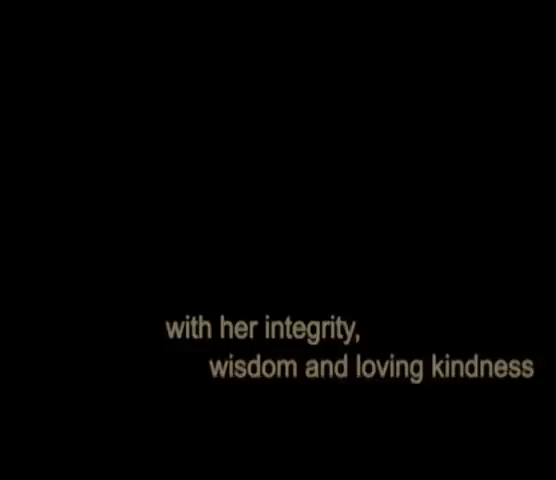 with her integrity,
wisdom and loving kindness